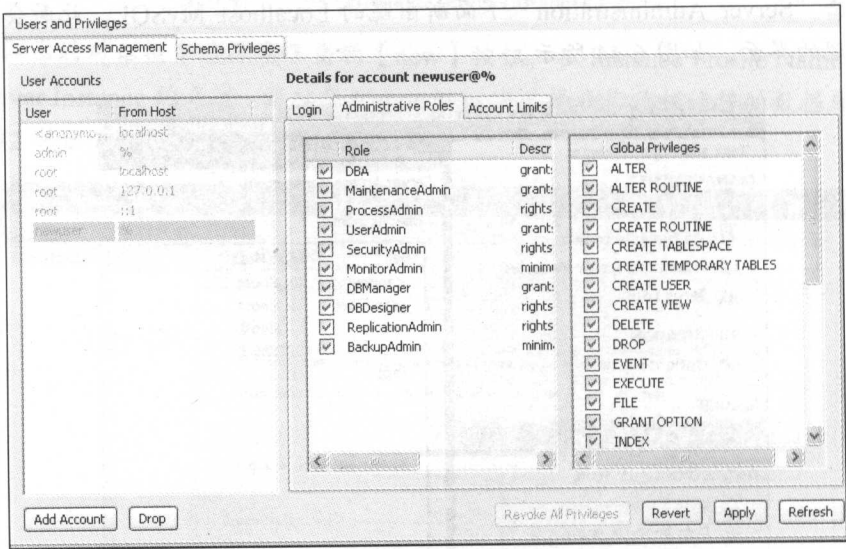 Users and Privileges
Server Access Management
Schema Privileges
User Accounts
User From Host
<anonymo... localhost
admin %
root localhost
root 127.0.0.1
root ::1
newuser %
Details for account newuser@%
Login
Administrative Roles
Account Limits
Role Descr
DBA grant:
MaintenanceAdmin grant:
ProcessAdmin rights
UserAdmin grant:
SecurityAdmin rights
MonitorAdmin minimu
DBManager grant:
DBDesigner rights
ReplicationAdmin rights
BackupAdmin minim
Global Privileges
ALTER
ALTER ROUTINE
CREATE
CREATE ROUTINE
CREATE TABLESPACE
CREATE TEMPORARY TABLES
CREATE USER
CREATE VIEW
DELETE
DROP
EVENT
EXECUTE
FILE
GRANT OPTION
INDEX
Add Account
Drop
Revoke All Privileges
Revert
Apply
Refresh